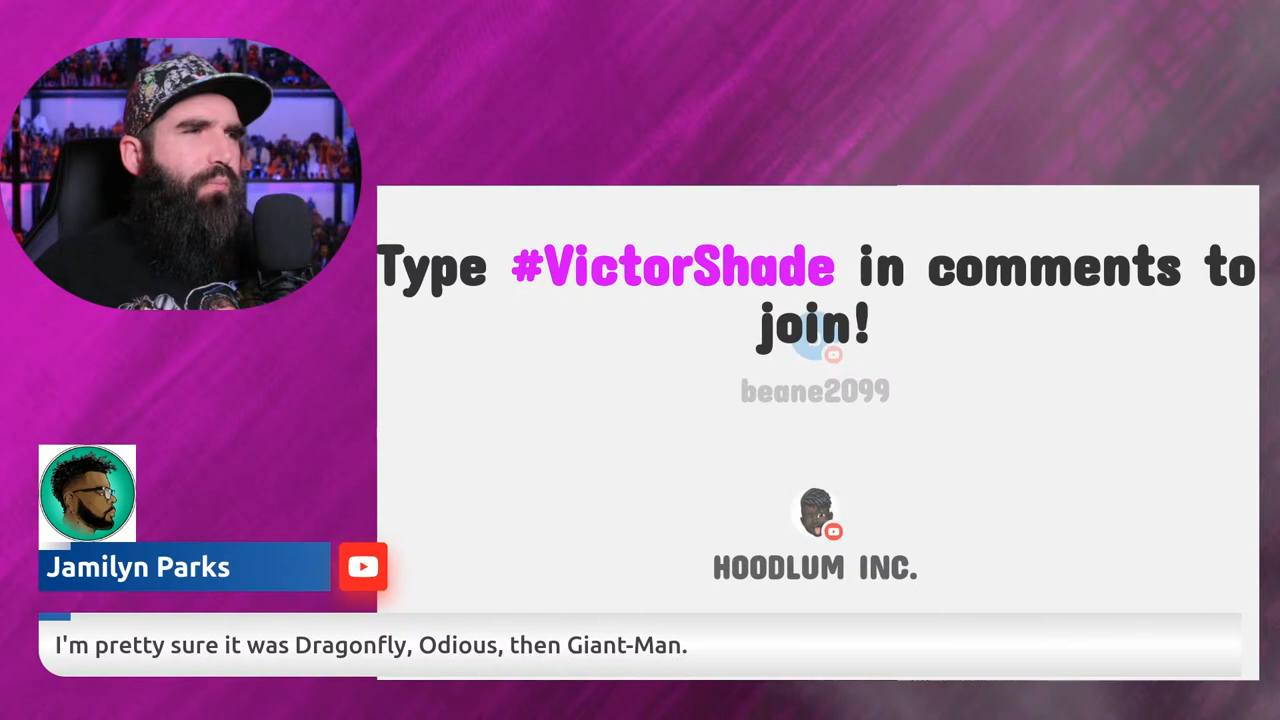 Type #VictorShade in comments to
join!
beane2099
HOODLUM INC.
Jamilyn Parks
I'm pretty sure it was Dragonfly, Odious, then Giant-Man.